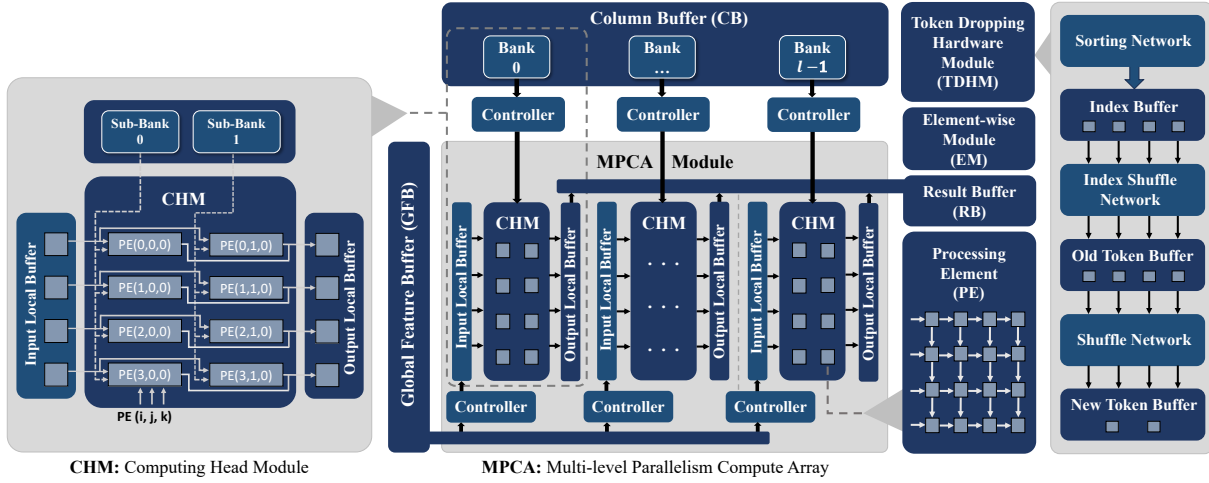 Sub-Bank
0
Sub-Bank
1
CHM
Input Local Buffer
PE(0,0,0)
PE(0,1,0)
PE(1,0,0)
PE(1,1,0)
PE(2,0,0)
PE(2,1,0)
PE(3,0,0)
PE(3,1,0)
Output Local Buffer
PE (i, j, k)
CHM: Computing Head Module
Column Buffer (CB)
Bank
0
Bank
...
Bank
l − 1
Controller
Controller
Controller
Global Feature Buffer (GFB)
MPCA Module
Input Local Buffer
CHM
Output Local Buffer
Input Local Buffer
CHM
. . .
. . .
. . .
. . .
Output Local Buffer
Input Local Buffer
CHM
Output Local Buffer
Controller
Controller
Controller
MPCA: Multi-level Parallelism Compute Array
Token Dropping
Hardware
Module
(TDHM)
Element-wise
Module
(EM)
Result Buffer
(RB)
Processing
Element
(PE)
Sorting Network
Index Buffer
Index Shuffle
Network
Old Token Buffer
Shuffle Network
New Token Buffer